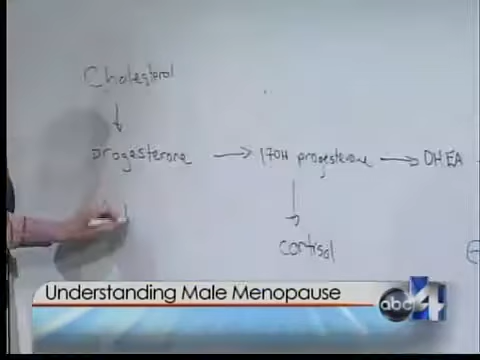 Cholesterol
progesterone → 17OH progesterone → DHEA
cortisol
Understanding Male Menopause
abc 4